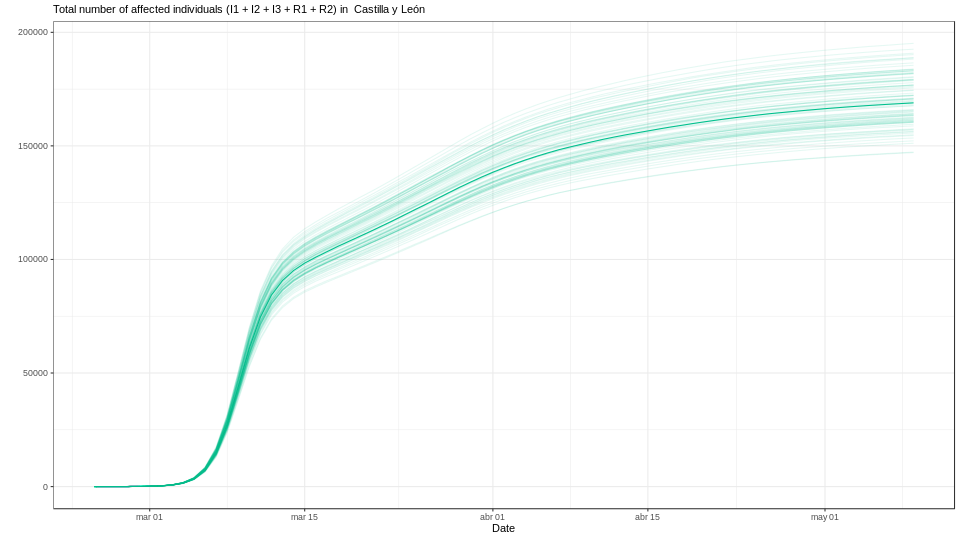 Total number of affected individuals (I1 + I2 + I3 + R1 + R2) in  Castilla y León
200000
150000
100000
50000
0
mar 01
mar 15
abr 01
abr 15
may 01
Date